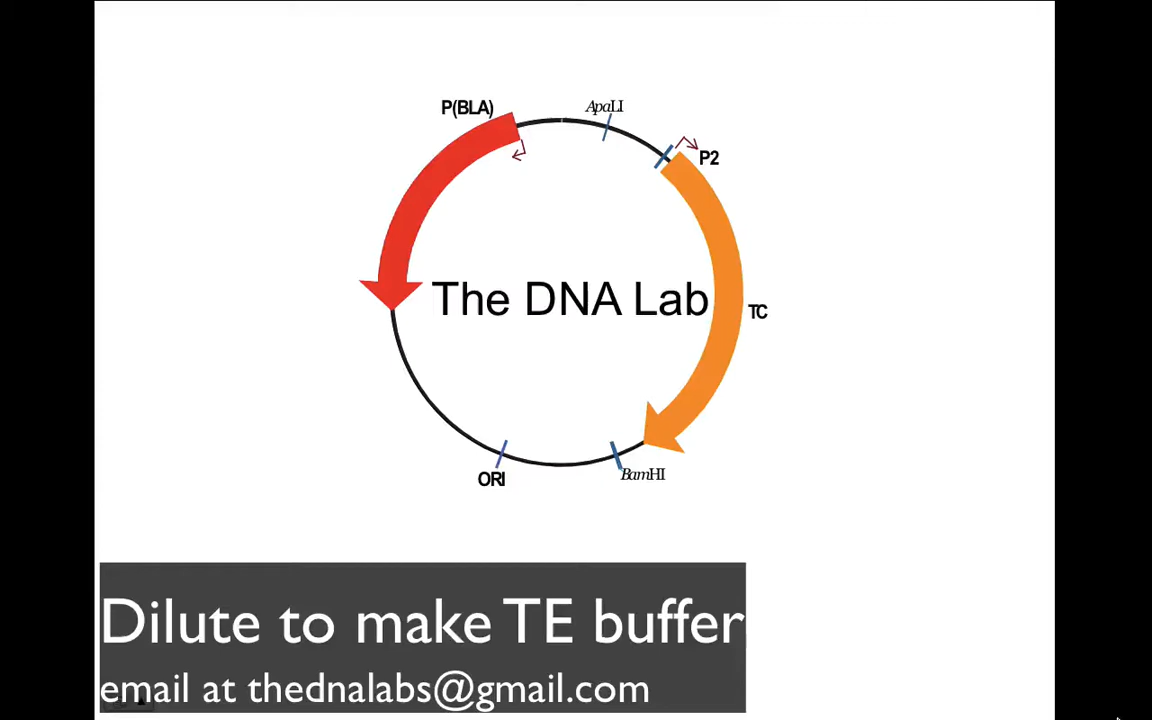 P(BLA)
ApaLI
P2
The DNA Lab
TC
ORI
BamHI
Dilute to make TE buffer
email at thednalabs@gmail.com